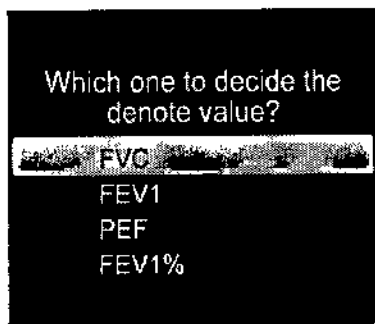 Which one to decide the
denote value?
FVC
FEV1
PEF
FEV1%